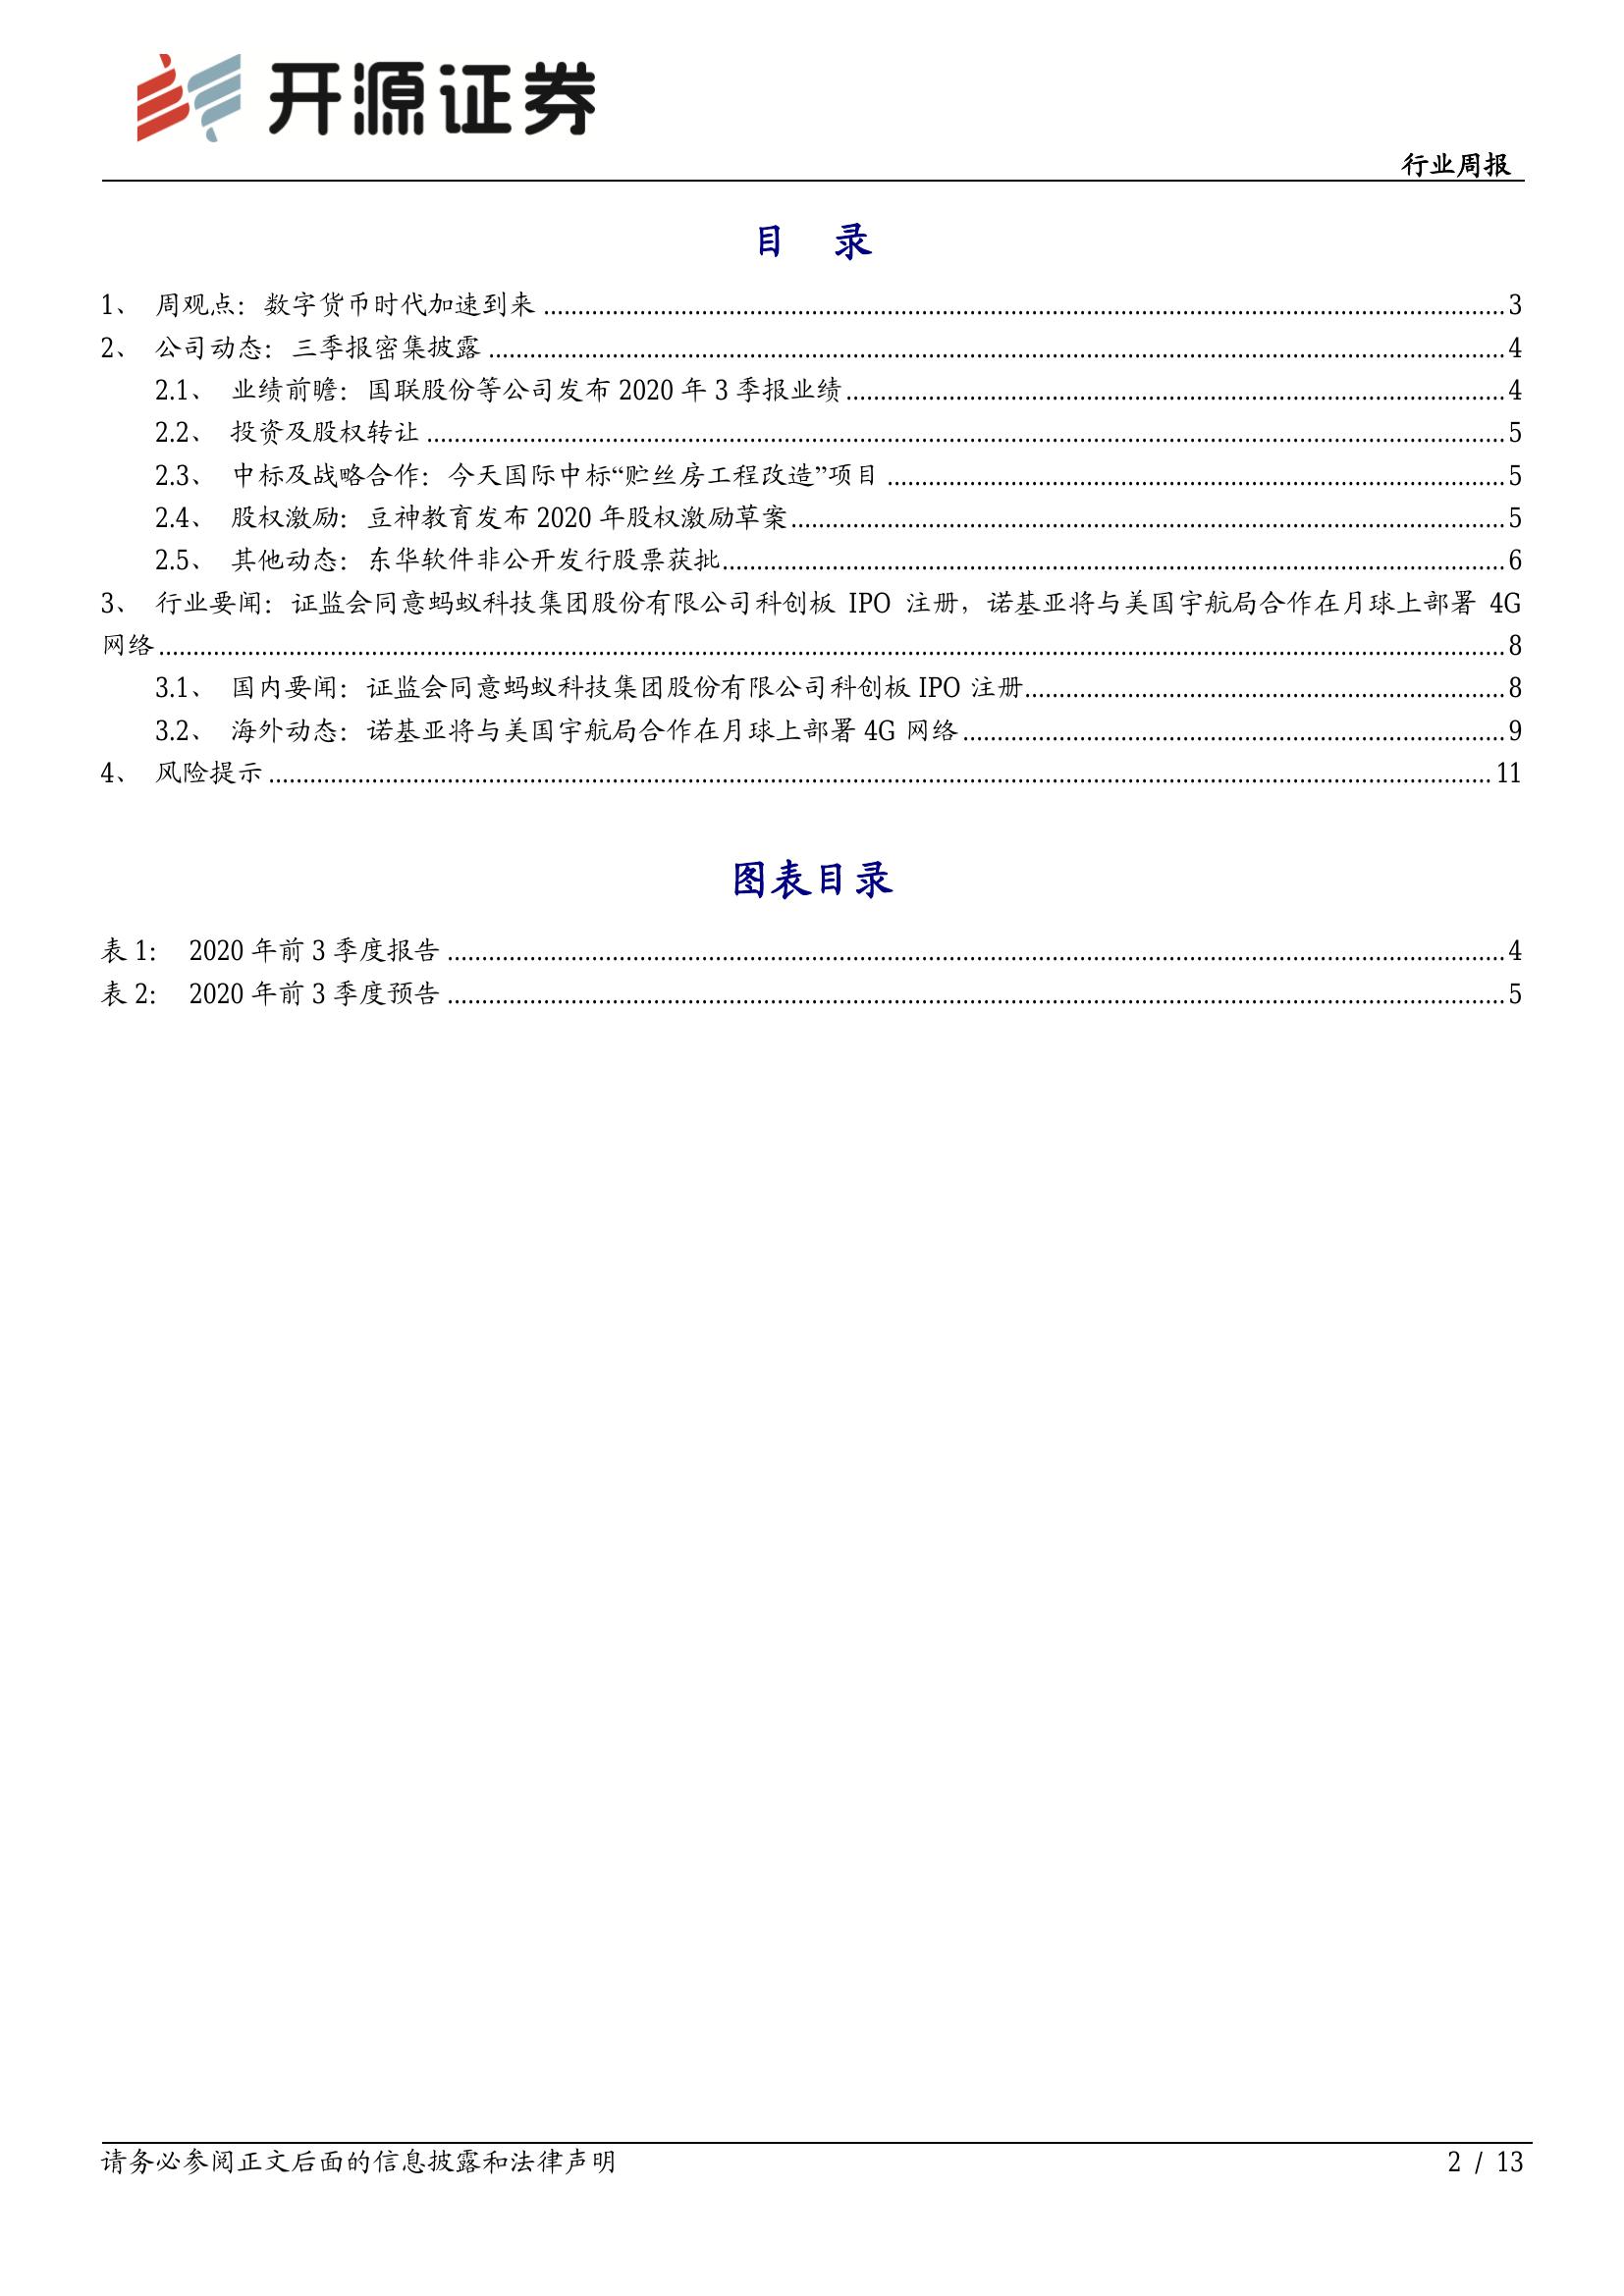 开源证券
行业周报
目 录
1、 周观点：数字货币时代加速到来 ........ 3
2、 公司动态：三季报密集披露 ........ 4
2.1、 业绩前瞻：国联股份等公司发布 2020 年 3 季报业绩 ........ 4
2.2、 投资及股权转让 ........ 5
2.3、 中标及战略合作：今天国际中标“贮丝房工程改造”项目 ........ 5
2.4、 股权激励：豆神教育发布 2020 年股权激励草案 ........ 5
2.5、 其他动态：东华软件非公开发行股票获批 ........ 6
3、 行业要闻：证监会同意蚂蚁科技集团股份有限公司科创板 IPO 注册，诺基亚将与美国宇航局合作在月球上部署 4G
网络 ........ 8
3.1、 国内要闻：证监会同意蚂蚁科技集团股份有限公司科创板 IPO 注册 ........ 8
3.2、 海外动态：诺基亚将与美国宇航局合作在月球上部署 4G 网络 ........ 9
4、 风险提示 ........ 11
图表目录
表 1： 2020 年前 3 季度报告 ........ 4
表 2： 2020 年前 3 季度预告 ........ 5
请务必参阅正文后面的信息披露和法律声明 2 / 13